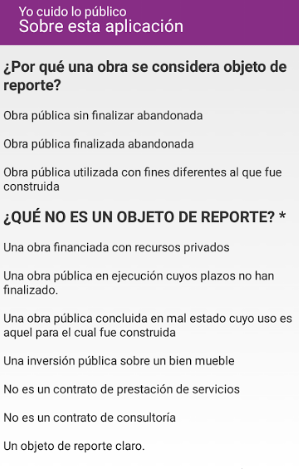 Yo cuido lo público
Sobre esta aplicación
¿Por qué una obra se considera objeto de
reporte?
Obra pública sin finalizar abandonada
Obra pública finalizada abandonada
Obra pública utilizada con fines diferentes al que fue
construida
¿QUÉ NO ES UN OBJETO DE REPORTE? *
Una obra financiada con recursos privados
Una obra pública en ejecución cuyos plazos no han
finalizado.
Una obra pública concluida en mal estado cuyo uso es
aquel para el cual fue construida
Una inversión pública sobre un bien mueble
No es un contrato de prestación de servicios
No es un contrato de consultoría
Un objeto de reporte claro.